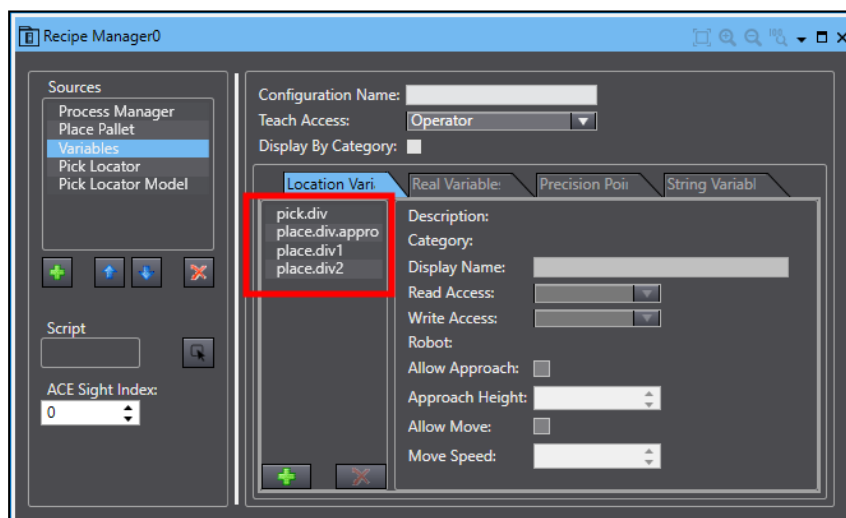 Recipe Manager0
Sources
Process Manager
Place Pallet
Variables
Pick Locator
Pick Locator Model
Script
ACE Sight Index:
0
Configuration Name:
Teach Access:
Operator
Display By Category:
Location Vari
Real Variable
Precision Poi
String Variabl
pick.div
place.div.appro
place.div1
place.div2
Description:
Category:
Display Name:
Read Access:
Write Access:
Robot:
Allow Approach:
Approach Height:
Allow Move:
Move Speed: